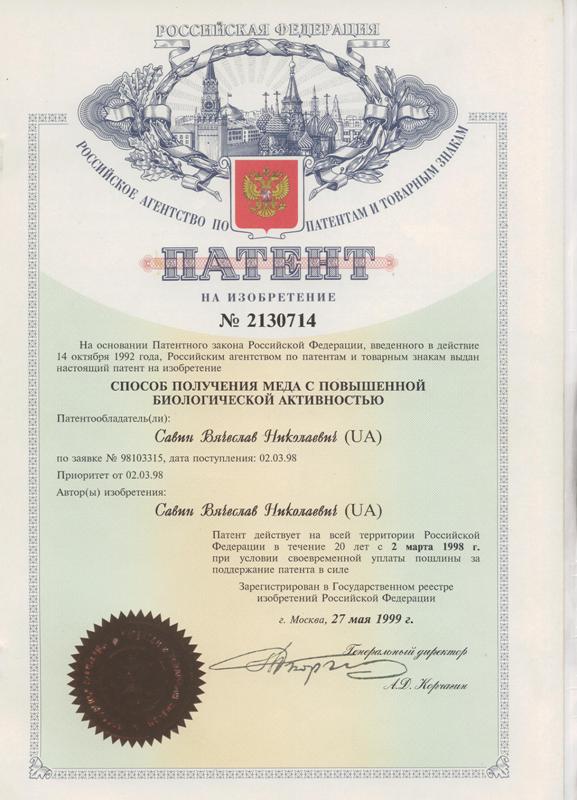 РОССИЙСКАЯ ФЕДЕРАЦИЯ
РОССИЙСКОЕ АГЕНТСТВО ПО ПАТЕНТАМ И ТОВАРНЫМ ЗНАКАМ
ПАТЕНТ
НА ИЗОБРЕТЕНИЕ
№ 2130714
На основании Патентного закона Российской Федерации, введенного в действие
14 октября 1992 года, Российским агентством по патентам и товарным знакам выдан
настоящий патент на изобретение
СПОСОБ ПОЛУЧЕНИЯ МЕДА С ПОВЫШЕННОЙ
БИОЛОГИЧЕСКОЙ АКТИВНОСТЬЮ
Патентообладатель(ли):
Савин Вячеслав Николаевич (UA)
по заявке № 98103315, дата поступления: 02.03.98
Приоритет от 02.03.98
Автор(ы) изобретения:
Савин Вячеслав Николаевич (UA)
Патент действует на всей территории Российской
Федерации в течение 20 лет с 2 марта 1998 г.
при условии своевременной уплаты пошлины за
поддержание патента в силе
Зарегистрирован в Государственном реестре
изобретений Российской Федерации
г. Москва, 27 мая 1999 г.
Генеральный директор
А.Д. Корчагин